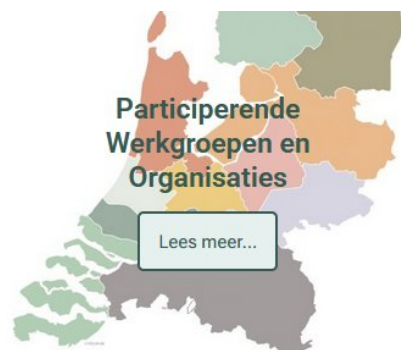 Participerende
Werkgroepen en
Organisaties
Lees meer...